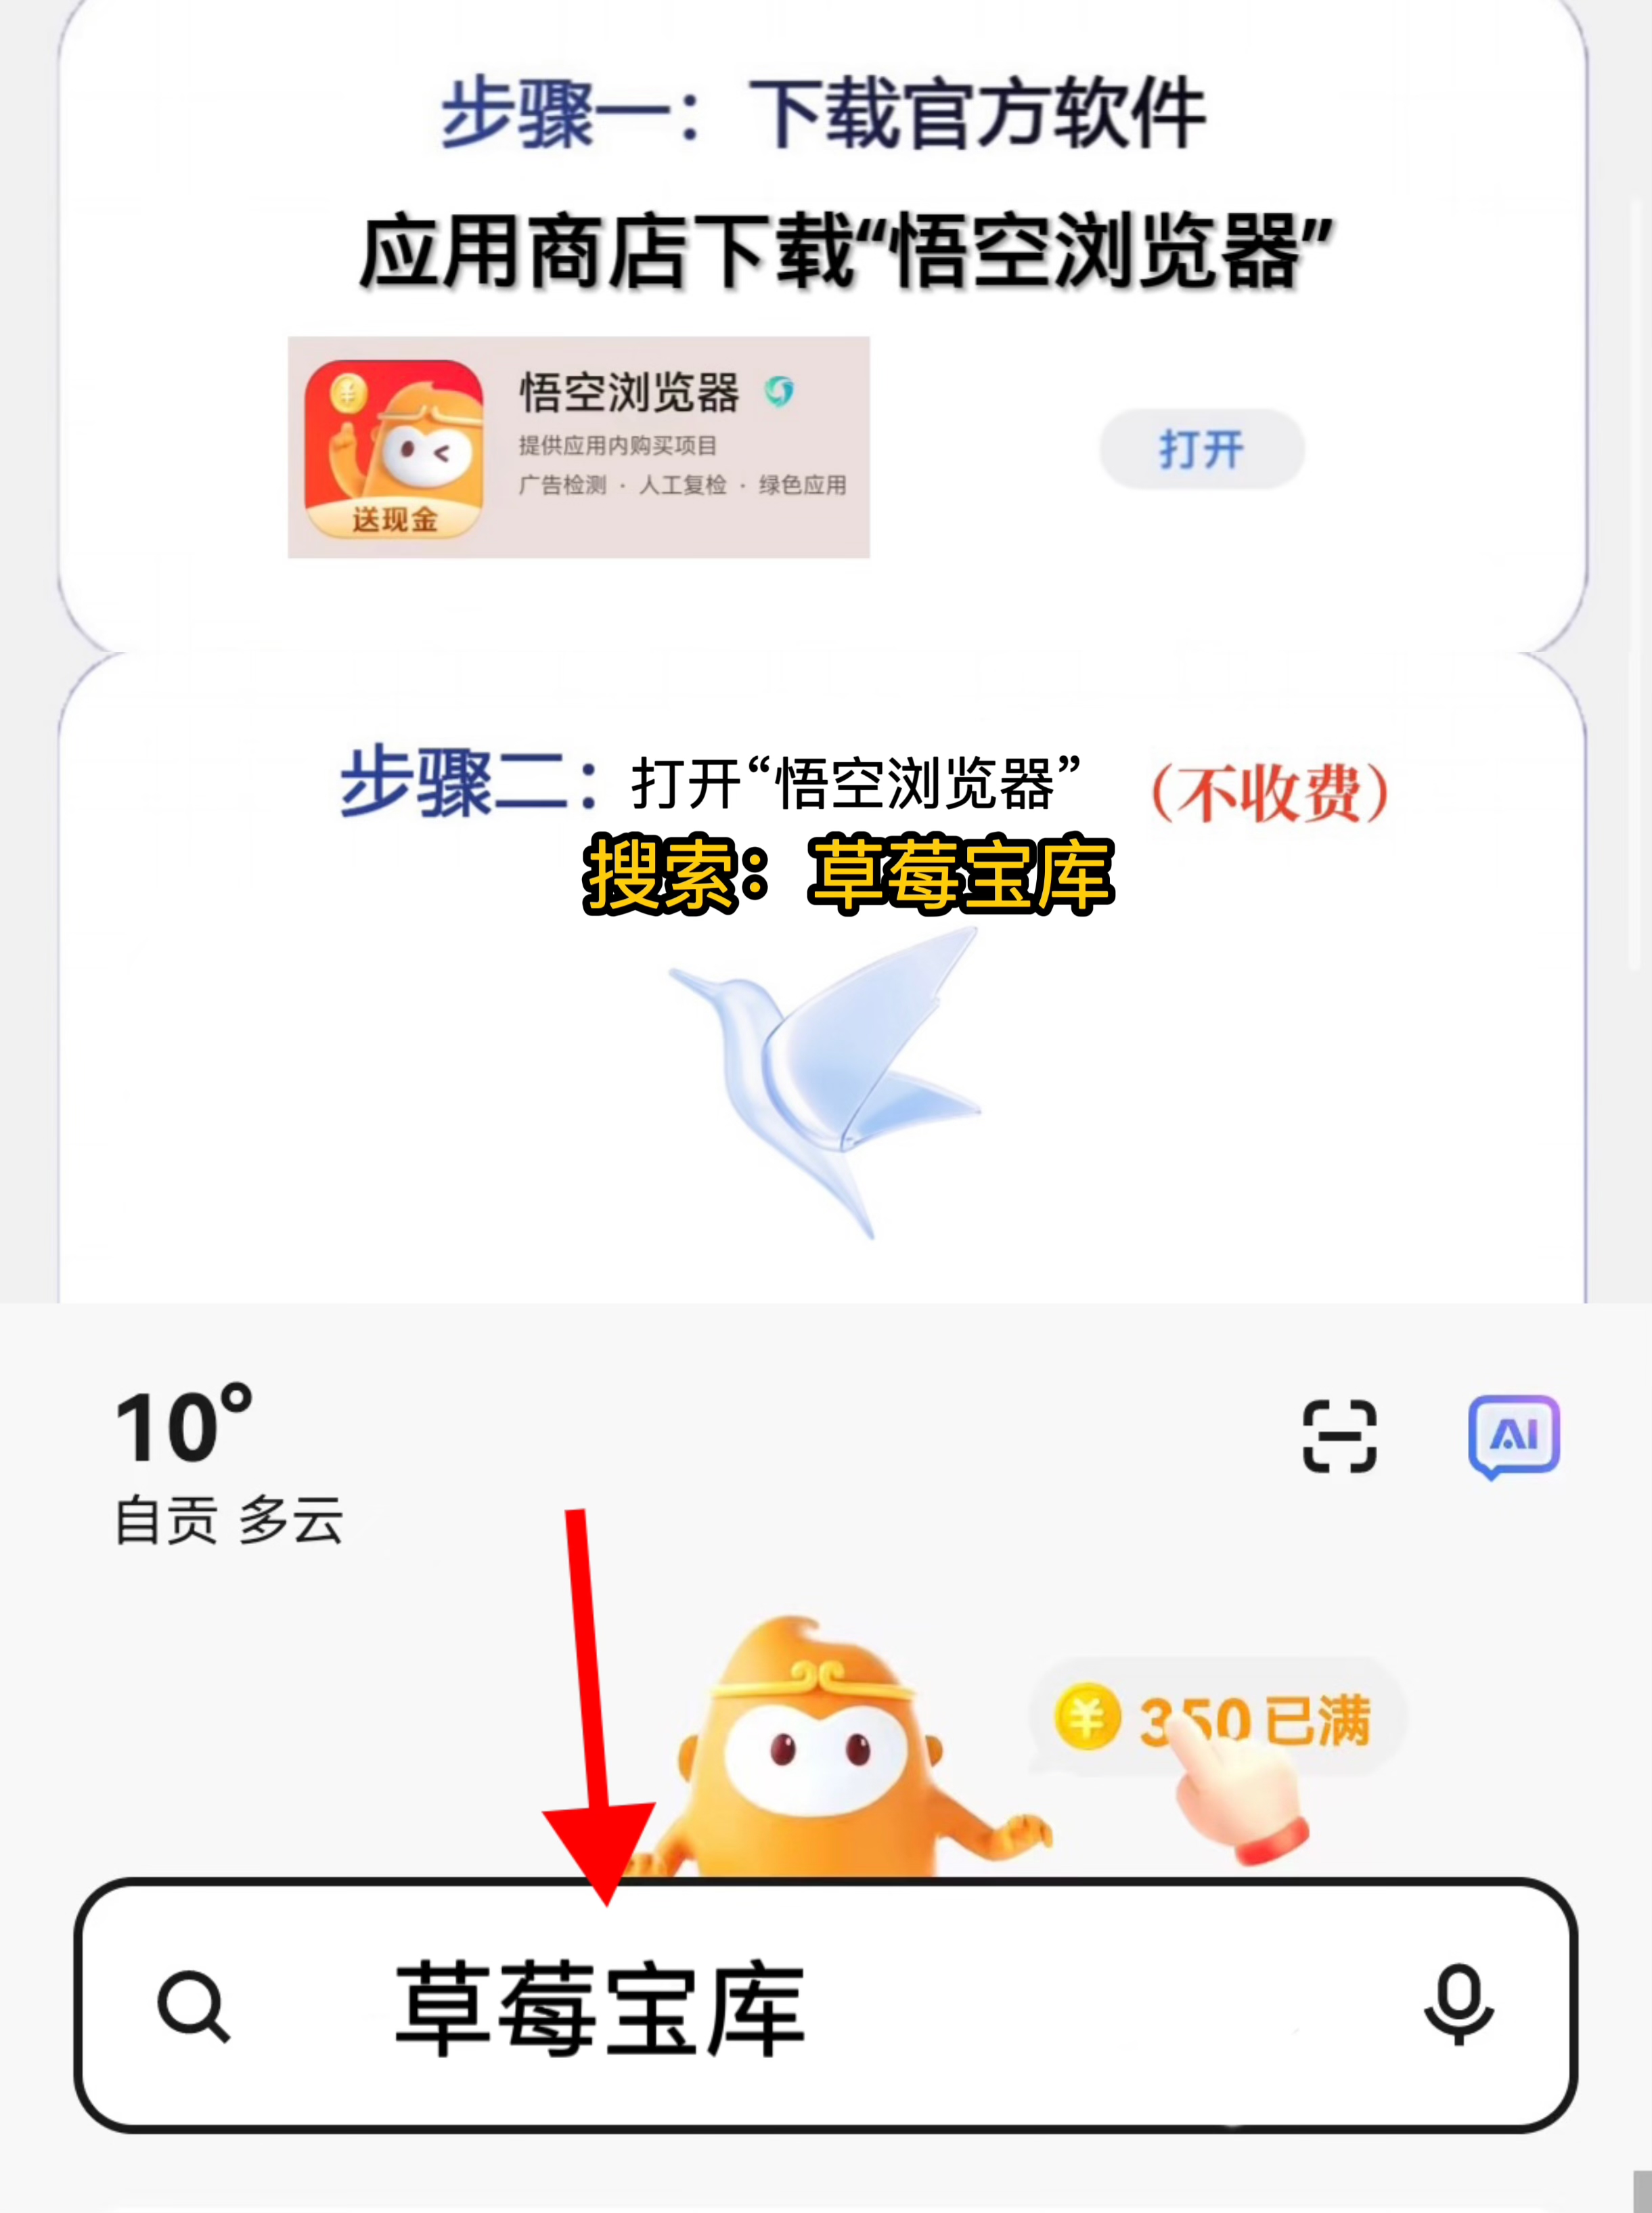 步骤一：下载官方软件
应用商店下载“悟空浏览器”
悟空浏览器
提供应用内购买项目
广告检测 · 人工复检 · 绿色应用
送现金
打开
步骤二：打开“悟空浏览器”（不收费）
搜索：草莓宝库
10°
AI
自贡 多云
¥ 350已满
草莓宝库